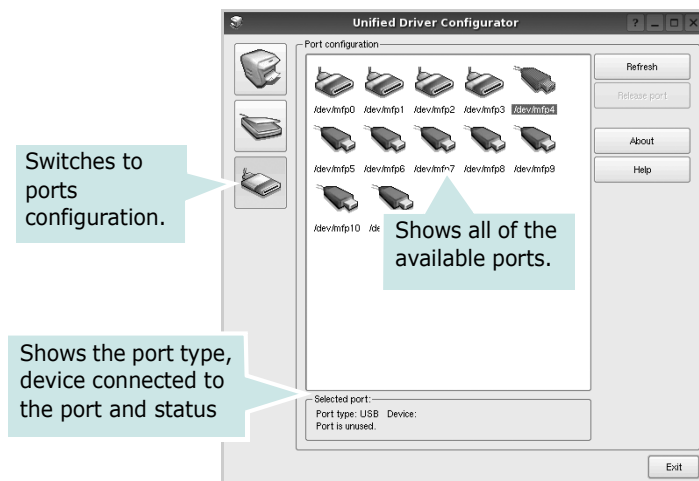 Unified Driver Configurator
Port configuration
/dev/mfp0 /dev/mfp1 /dev/mfp2 /dev/mfp3 /dev/mfp4
/dev/mfp5 /dev/mfp6 /dev/mfp7 /dev/mfp8 /dev/mfp9
/dev/mfp10
Refresh
Release port
About
Help
Switches to
ports
configuration.
Shows all of the
available ports.
Shows the port type,
device connected to
the port and status
Selected port:
Port type: USB Device:
Port is unused.
Exit